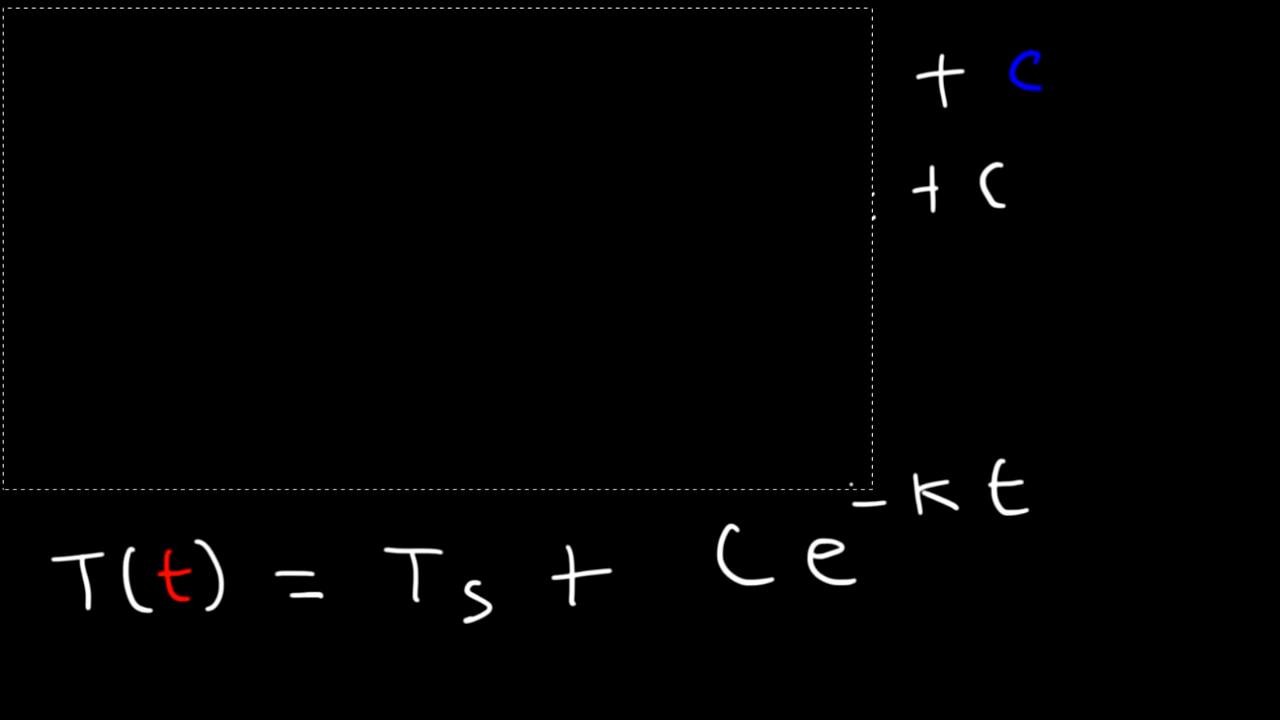 + c
+ C
T(t) = Ts + Ce^-kt